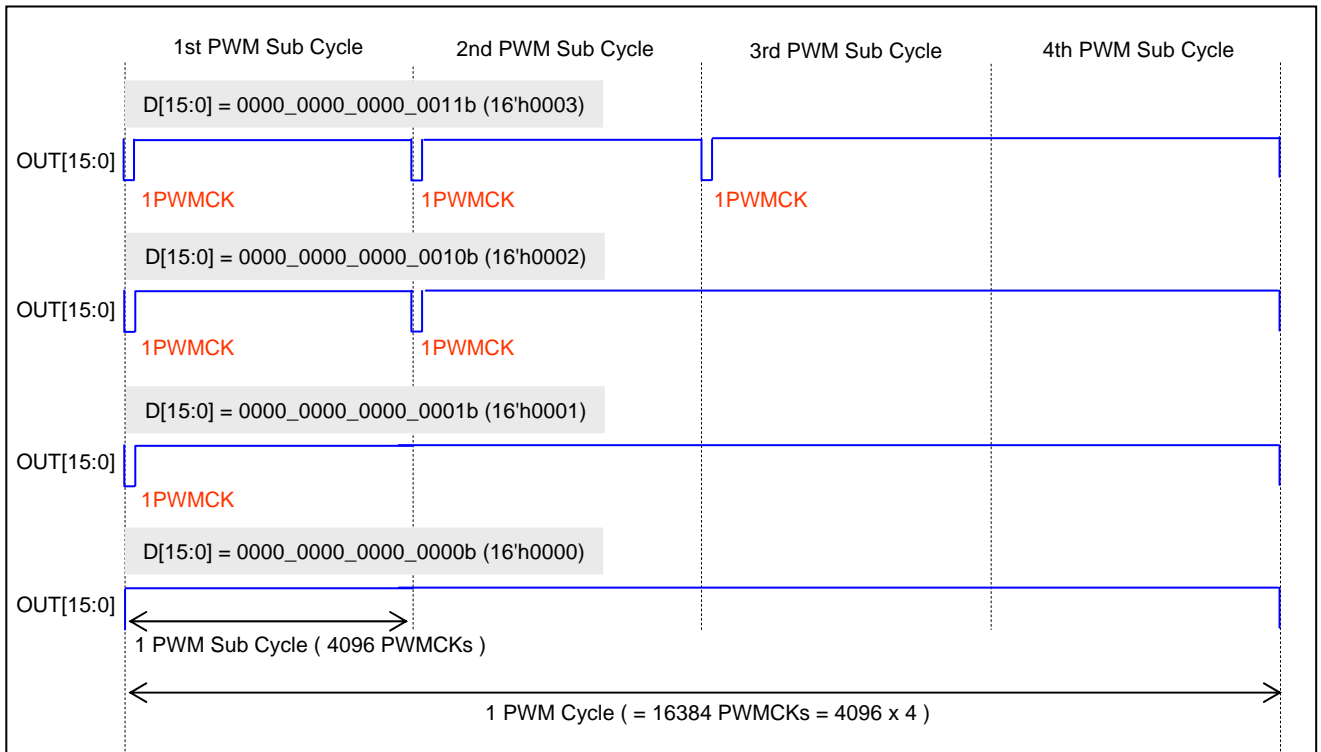 1st PWM Sub Cycle 2nd PWM Sub Cycle 3rd PWM Sub Cycle 4th PWM Sub Cycle
D[15:0] = 0000_0000_0000_0011b (16'h0003)
OUT[15:0]
1PWMCK 1PWMCK 1PWMCK
D[15:0] = 0000_0000_0000_0010b (16'h0002)
OUT[15:0]
1PWMCK 1PWMCK
D[15:0] = 0000_0000_0000_0001b (16'h0001)
OUT[15:0]
1PWMCK
D[15:0] = 0000_0000_0000_0000b (16'h0000)
OUT[15:0]
1 PWM Sub Cycle ( 4096 PWMCKs )
1 PWM Cycle ( = 16384 PWMCKs = 4096 x 4 )